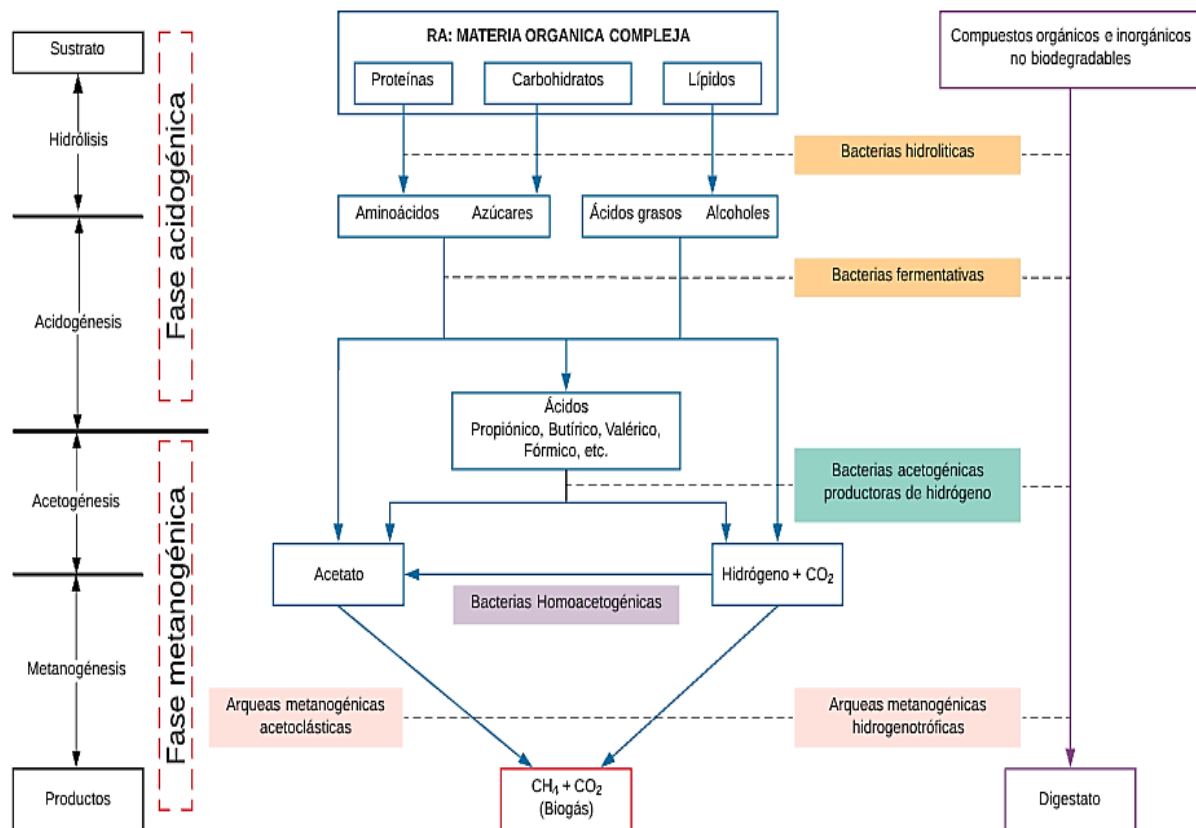 Sustrato
Hidrólisis
Acidogénesis
Acetogénesis
Metanogénesis
Productos
Fase acidogénica
Fase metanogénica
RA: MATERIA ORGANICA COMPLEJA
Proteínas
Carbohidratos
Lípidos
Aminoácidos
Azúcares
Ácidos grasos
Alcoholes
Ácidos
Propiónico, Butírico, Valérico,
Fórmico, etc.
Acetato
Hidrógeno + CO₂
Bacterias Homoacetogénicas
Arqueas metanogénicas
acetoclásticas
CH₄ + CO₂
(Biogás)
Compuestos orgánicos e inorgánicos
no biodegradables
Bacterias hidroliticas
Bacterias fermentativas
Bacterias acetogénicas
productoras de hidrógeno
Arqueas metanogénicas
hidrogenotróficas
Digestato